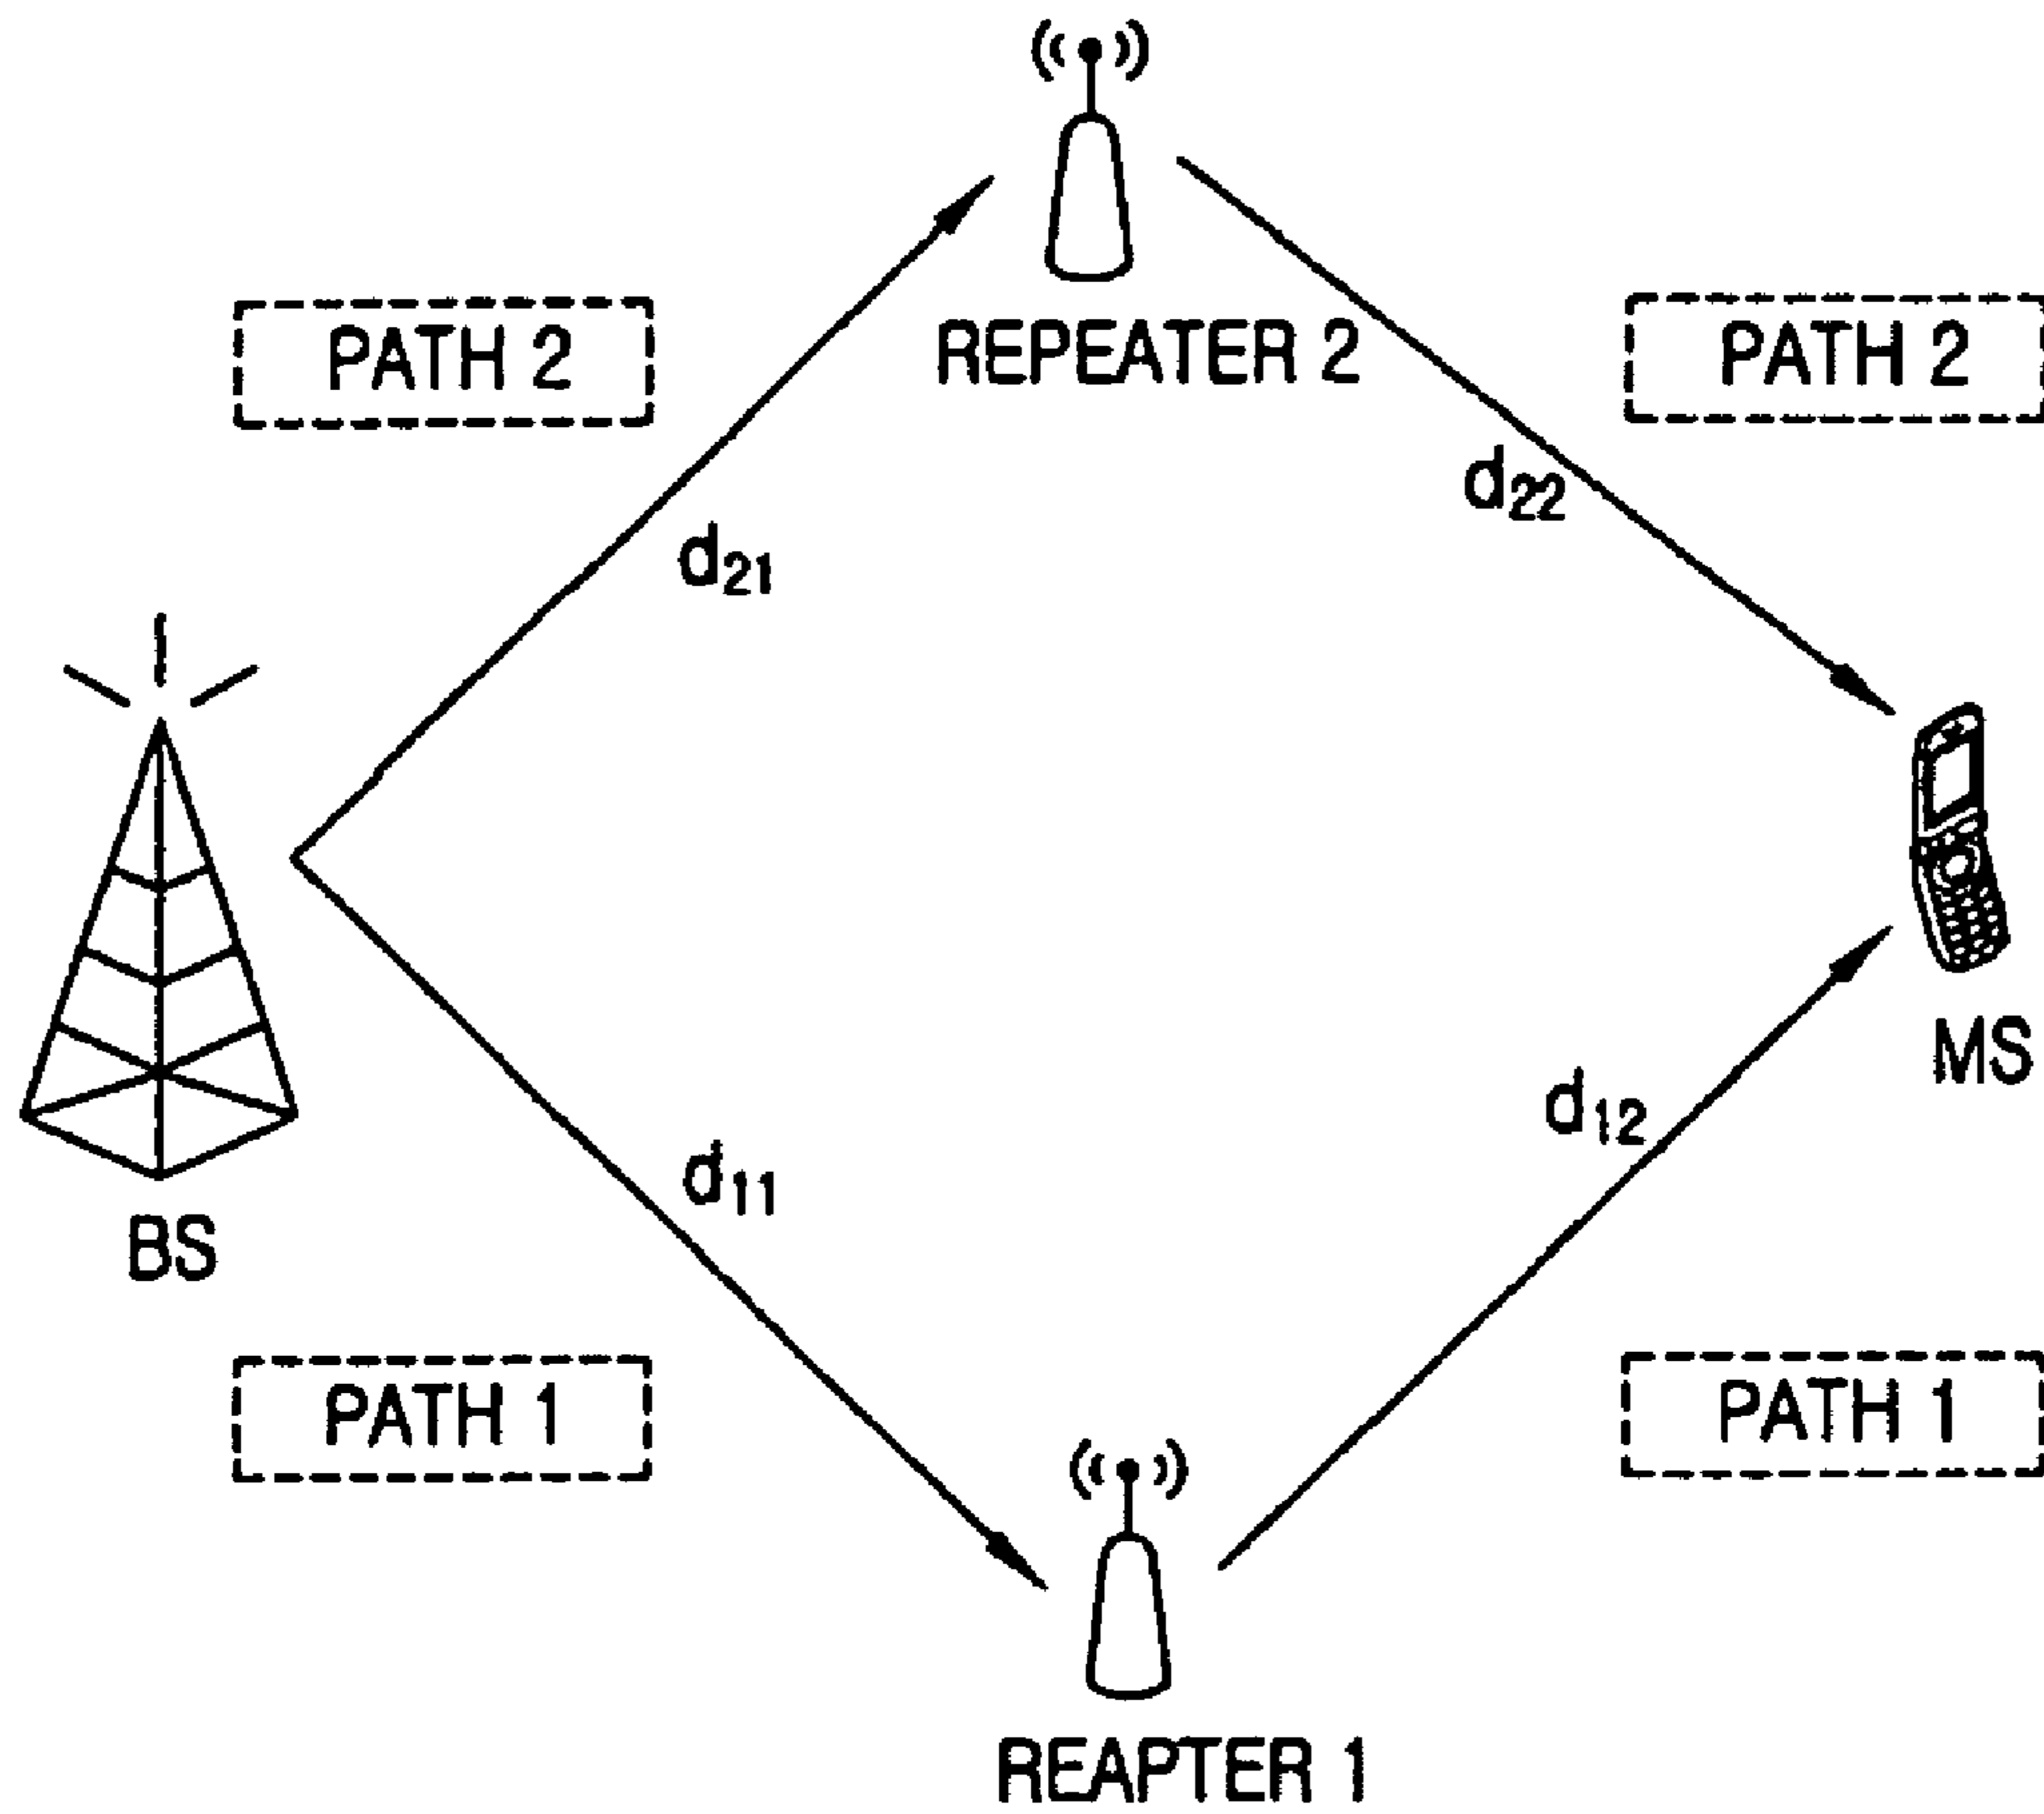 PATH 2
REPEATER 2
PATH 2
d22
d21
MS
d12
d11
BS
PATH 1
PATH 1
REAPTER 1